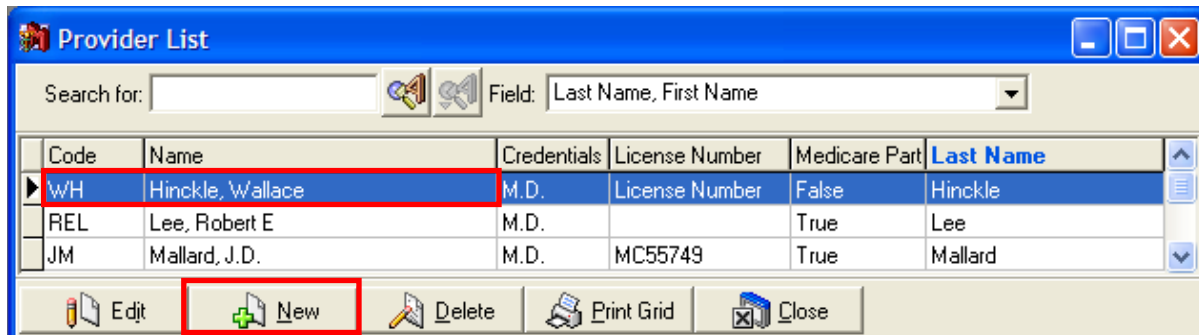 Provider List
Search for: Field: Last Name, First Name
Code Name Credentials License Number Medicare Part Last Name
WH Hinckle, Wallace M.D. License Number False Hinckle
REL Lee, Robert E M.D. True Lee
JM Mallard, J.D. M.D. MC55749 True Mallard
Edit New Delete Print Grid Close